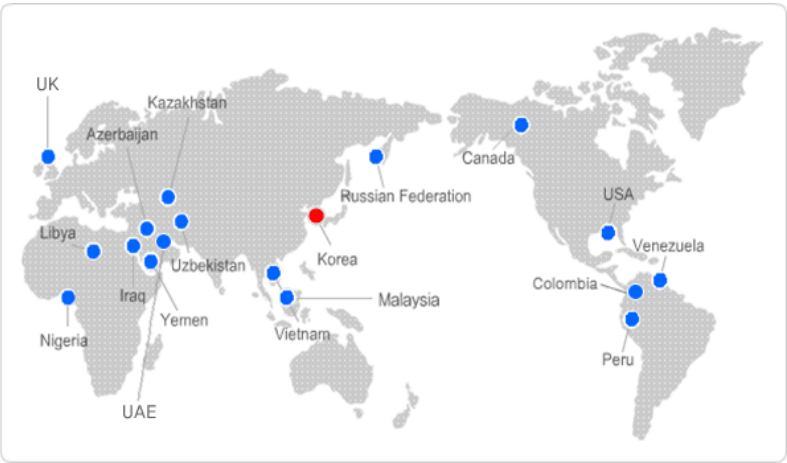 UK
Kazakhstan
Azerbaijan
Canada
Russian Federation
USA
Libya
Venezuela
Korea
Uzbekistan
Colombia
Iraq
Malaysia
Yemen
Vietnam
Nigeria
Peru
UAE